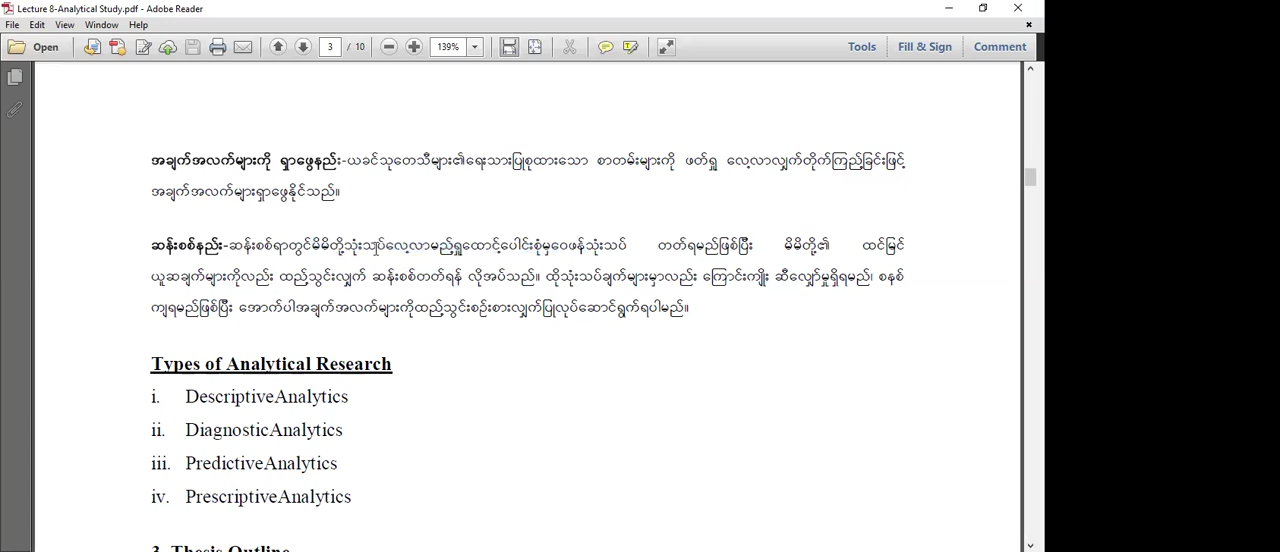 Lecture 8-Analytical Study.pdf - Adobe Reader
File Edit View Window Help
Open 3 / 10 139% Tools Fill & Sign Comment
အချက်အလက်များကို ရှာဖွေနည်း-ယခင်သုတေသီများ၏ရေးသားပြုစုထားသော စာတမ်းများကို ဖတ်ရှု လေ့လာလျှက်တိုက်ကြည့်ခြင်းဖြင့်
အချက်အလက်များရှာဖွေနိုင်သည်။
ဆန်းစစ်နည်း-ဆန်းစစ်ရာတွင်မိမိတို့သုံးသျှပ်လေ့လာမည့်ရှုထောင့်ပေါင်းစုံမှဝေဖန်သုံးသပ် တတ်ရမည်ဖြစ်ပြီး မိမိတို့၏ ထင်မြင်
ယူဆချက်များကိုလည်း ထည့်သွင်းလျှက် ဆန်းစစ်တတ်ရန် လိုအပ်သည်။ ထိုသုံးသပ်ချက်များမှာလည်း ကြောင်းကျိုး ဆီလျှော်မှုရှိရမည်၊ စနစ်
ကျရမည်ဖြစ်ပြီး အောက်ပါအချက်အလက်များကိုထည့်သွင်းစဉ်းစားလျှက်ပြုလုပ်ဆောင်ရွက်ရပါမည်။
Types of Analytical Research
i. DescriptiveAnalytics
ii. DiagnosticAnalytics
iii. PredictiveAnalytics
iv. PrescriptiveAnalytics
3. Thesis Outline